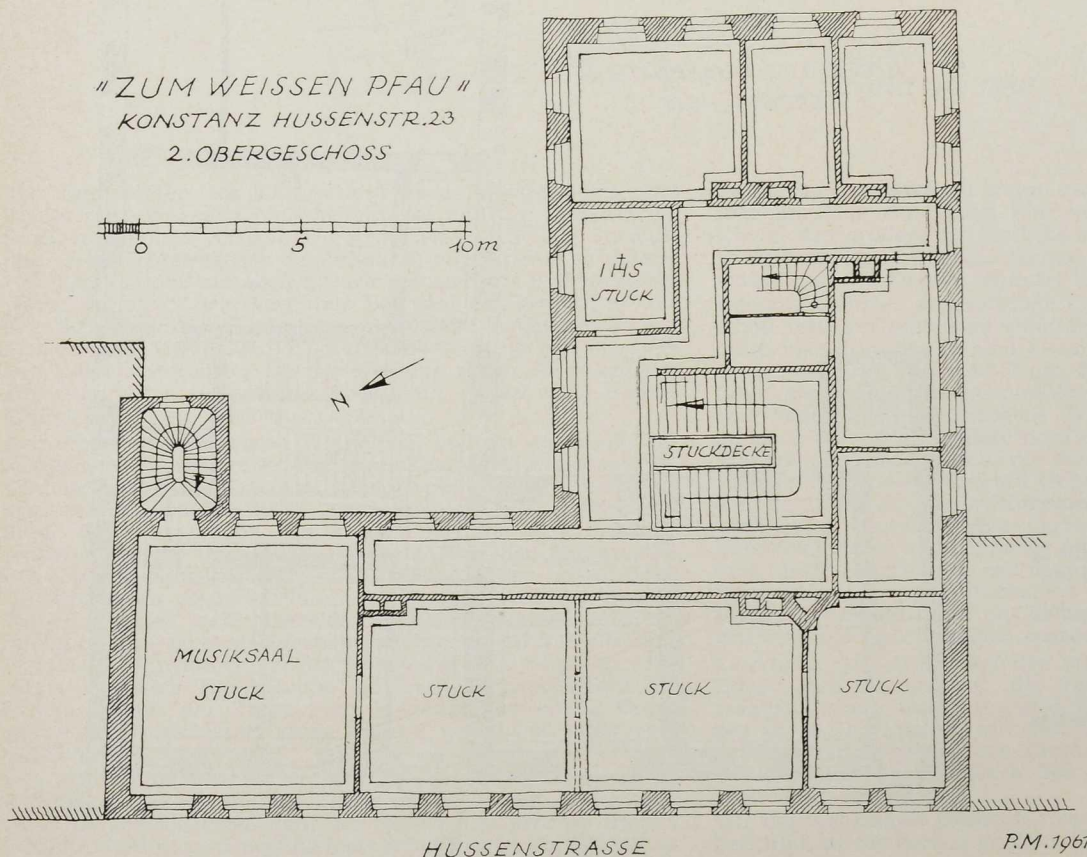 "ZUM WEISSEN PFAU"
KONSTANZ HUSSENSTR. 23
2. OBERGESCHOSS
0 5 10 m
IHS
STUCK
N
STUCKDECKE
MUSIKSAAL
STUCK
STUCK
STUCK
STUCK
HUSSENSTRASSE
P.M. 1961